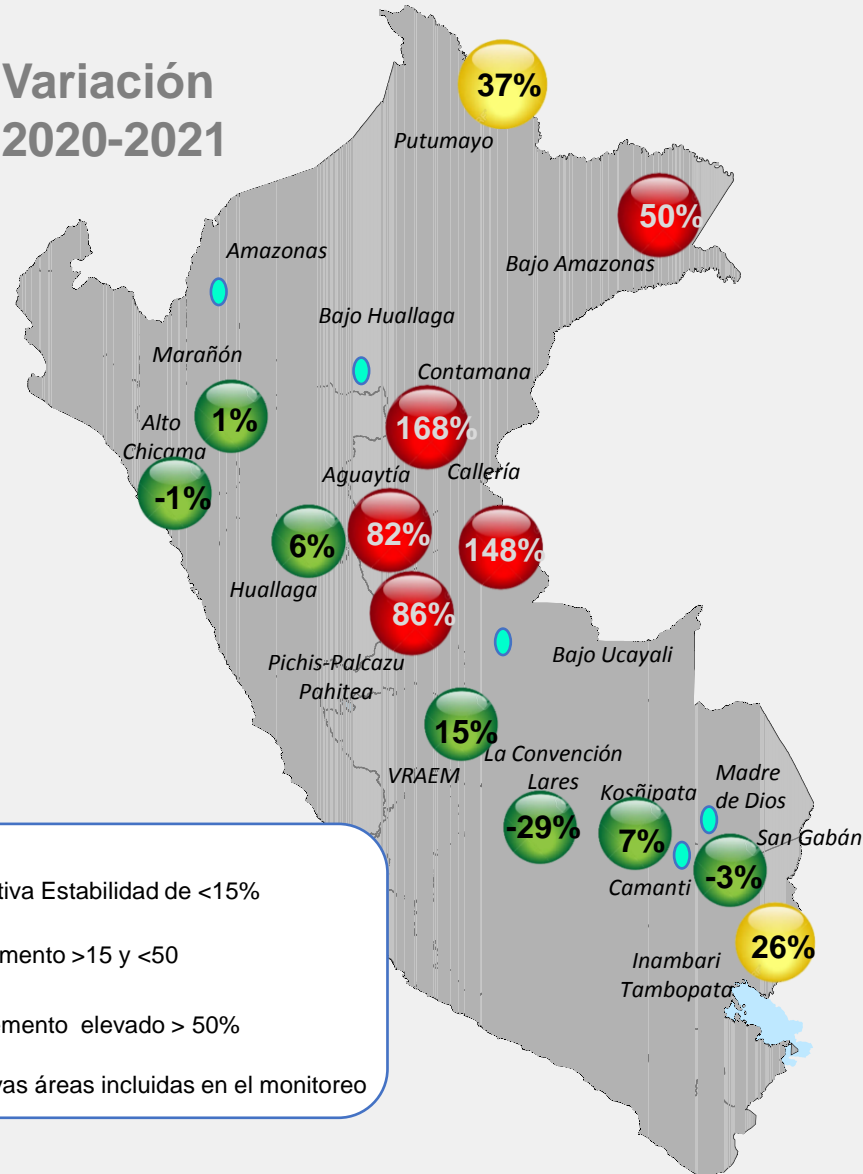 Variación
2020-2021
37%
Putumayo
50%
Bajo Amazonas
Amazonas
Bajo Huallaga
Marañón
Contamana
1%
168%
Alto
Chicama
-1%
Aguaytía
Callería
82%
6%
148%
Huallaga
86%
Pichis-Palcazu
Pahitea
Bajo Ucayali
15%
VRAEM
La Convención
Lares
-29%
Kosñipata
7%
Madre
de Dios
San Gabán
-3%
Camanti
26%
Inambari
Tambopata
tiva Estabilidad de <15%
mento >15 y <50
emento elevado > 50%
vas áreas incluidas en el monitoreo